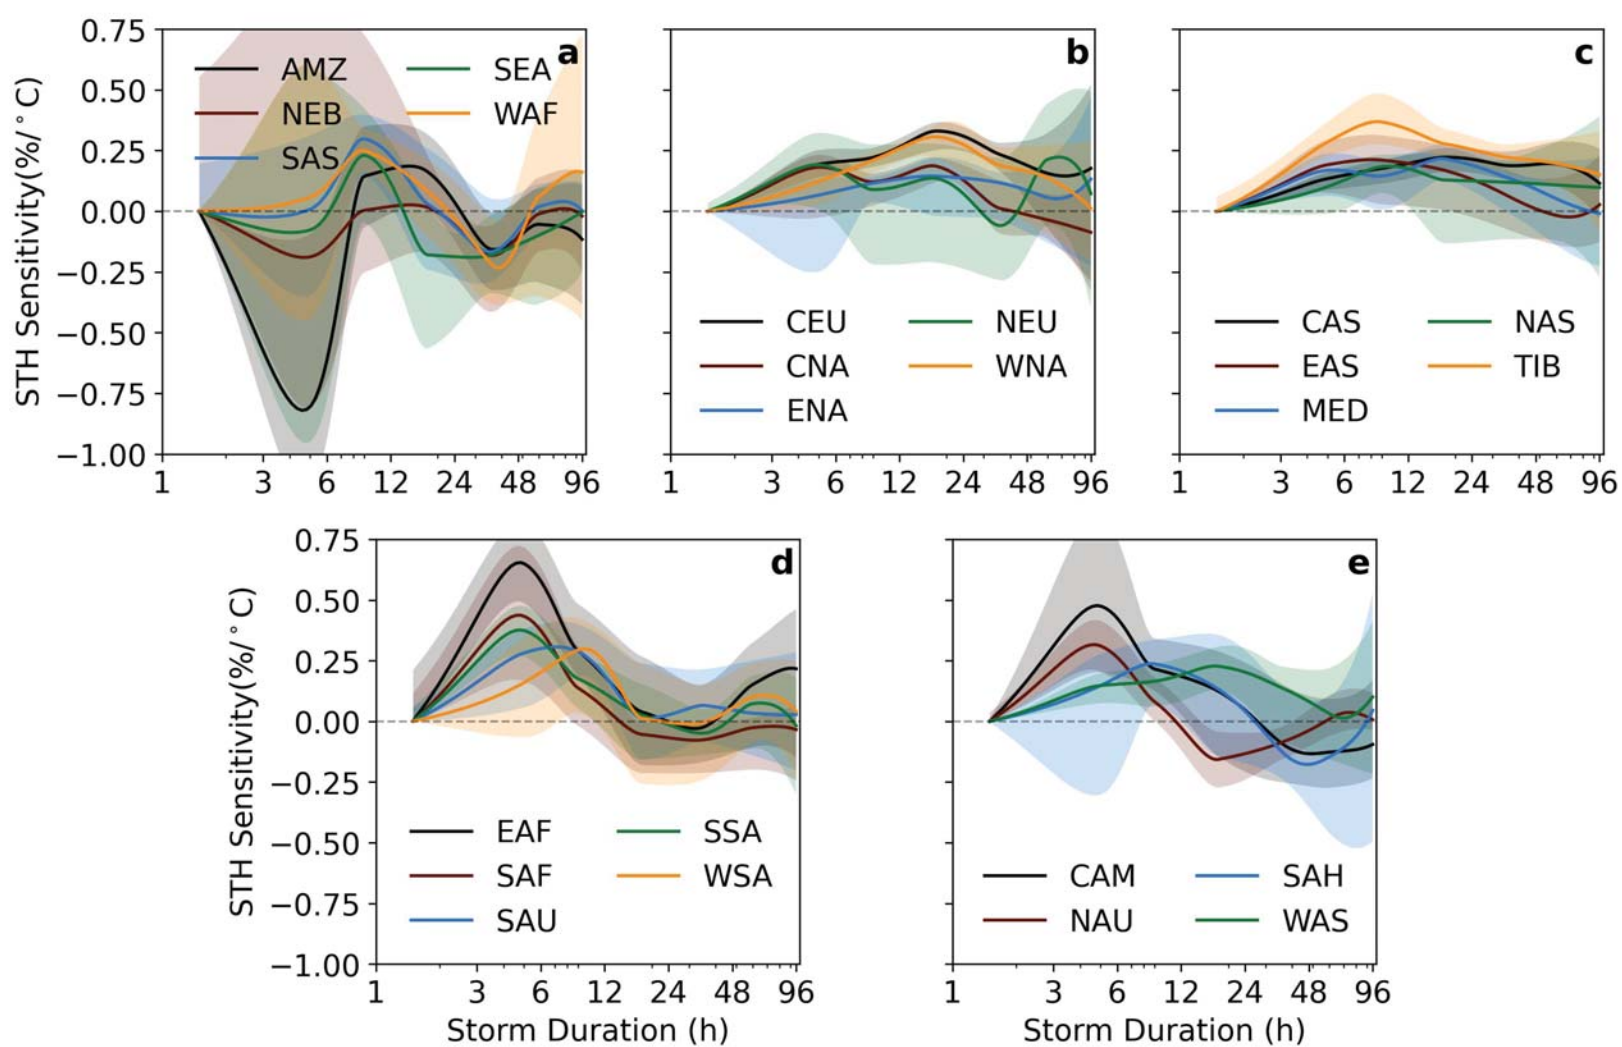 a
b
c
0.75
0.50
0.25
0.00
−0.25
−0.50
−0.75
−1.00
STH Sensitivity(%/°C)
AMZ
NEB
SAS
SEA
WAF
1 3 6 12 24 48 96
CEU
CNA
ENA
NEU
WNA
1 3 6 12 24 48 96
CAS
EAS
MED
NAS
TIB
1 3 6 12 24 48 96
d
e
0.75
0.50
0.25
0.00
−0.25
−0.50
−0.75
−1.00
STH Sensitivity(%/°C)
EAF
SAF
SAU
SSA
WSA
1 3 6 12 24 48 96
Storm Duration (h)
CAM
NAU
SAH
WAS
1 3 6 12 24 48 96
Storm Duration (h)